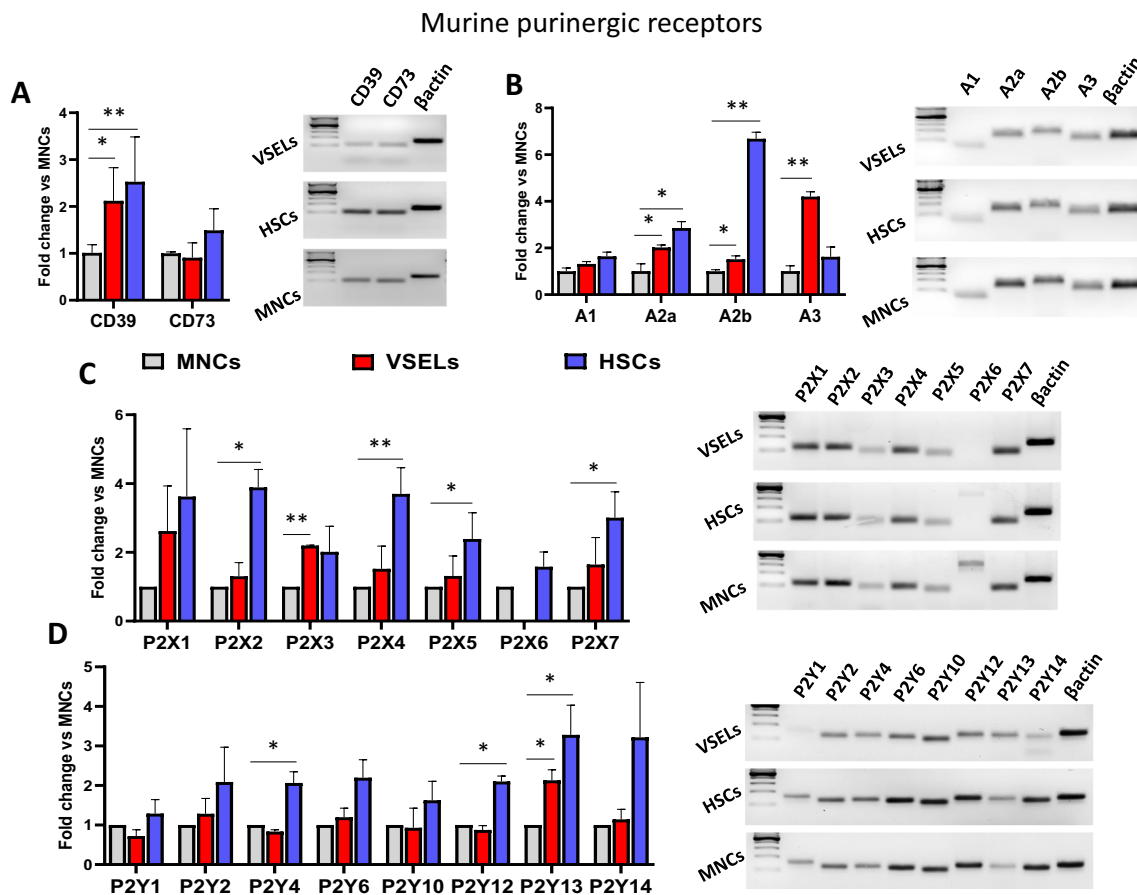 Murine purinergic receptors
A
Fold change vs MNCs
4
3
2
1
0
*
**
CD39 CD73
CD39 CD73 βactin
VSELs
HSCs
MNCs
B
Fold change vs MNCs
8
6
4
2
0
*
*
*
**
**
A1 A2a A2b A3
A1 A2a A2b A3 βactin
VSELs
HSCs
MNCs
MNCs VSELs HSCs
C
Fold change vs MNCs
6
4
2
0
*
**
**
*
*
P2X1 P2X2 P2X3 P2X4 P2X5 P2X6 P2X7
P2X1 P2X2 P2X3 P2X4 P2X5 P2X6 P2X7 βactin
VSELs
HSCs
MNCs
D
Fold change vs MNCs
5
4
3
2
1
0
*
*
*
*
P2Y1 P2Y2 P2Y4 P2Y6 P2Y10 P2Y12 P2Y13 P2Y14
P2Y1 P2Y2 P2Y4 P2Y6 P2Y10 P2Y12 P2Y13 P2Y14 βactin
VSELs
HSCs
MNCs